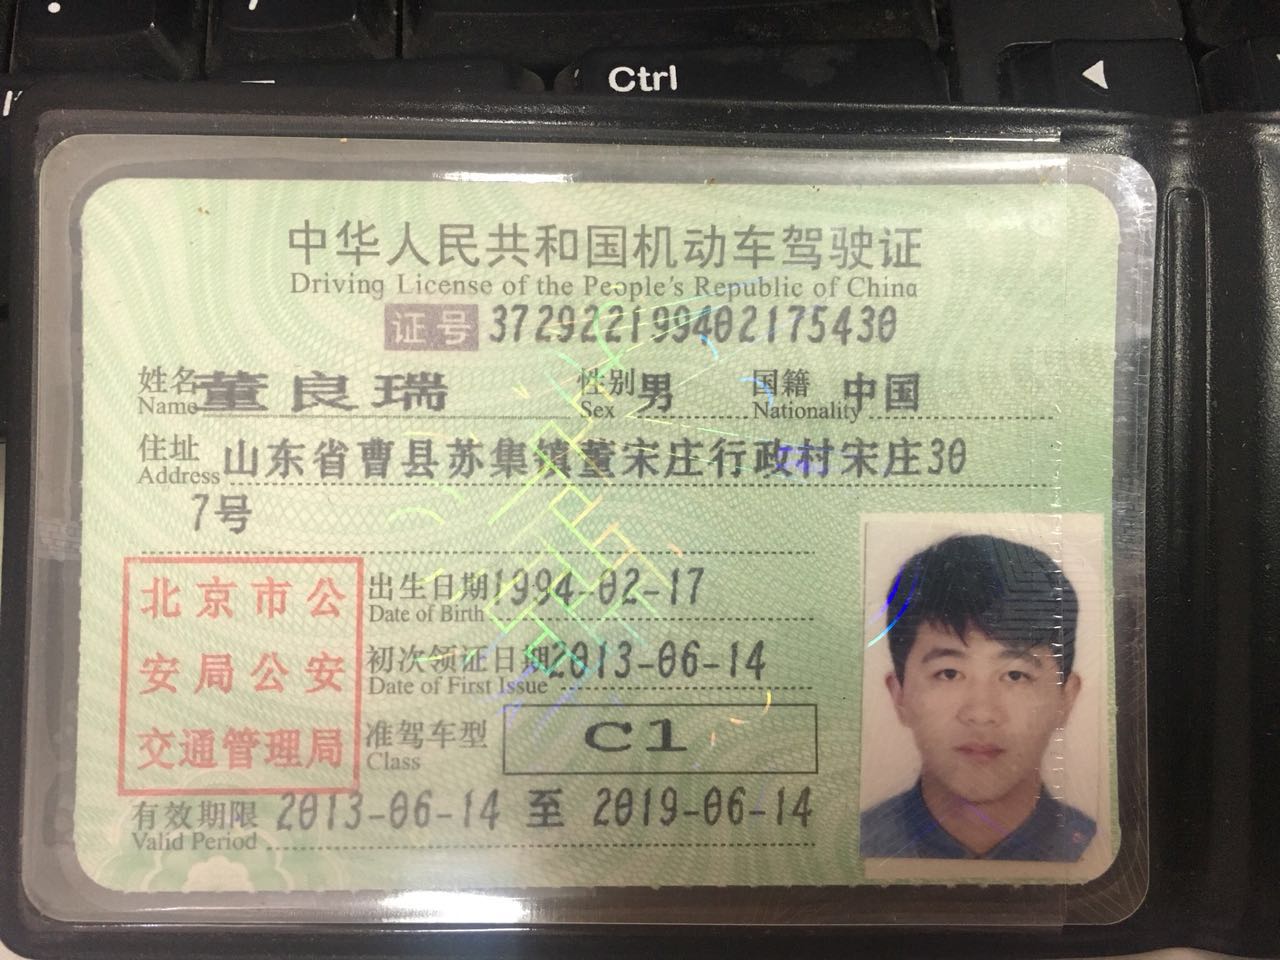 Ctrl
中华人民共和国机动车驾驶证
Driving License of the People's Republic of China
证号 372922199402175430
姓名 董良瑞 性别 男 国籍 中国
Name Sex Nationality
住址 山东省曹县苏集镇董宋庄行政村宋庄30
Address
7号
北京市公
安局公安
交通管理局
出生日期 1994-02-17
Date of Birth
初次领证日期 2013-06-14
Date of First Issue
准驾车型 C1
Class
有效期限 2013-06-14 至 2019-06-14
Valid Period